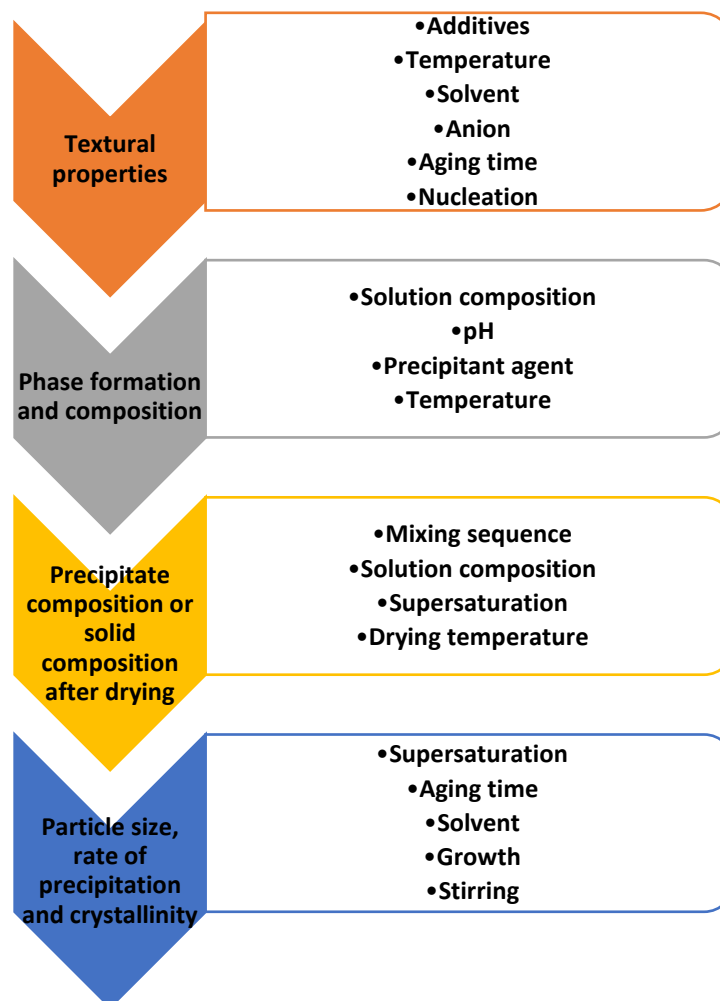 Textural
properties
•Additives
•Temperature
•Solvent
•Anion
•Aging time
•Nucleation
Phase formation
and composition
•Solution composition
•pH
•Precipitant agent
•Temperature
Precipitate
composition or
solid
composition
after drying
•Mixing sequence
•Solution composition
•Supersaturation
•Drying temperature
Particle size,
rate of
precipitation
and crystallinity
•Supersaturation
•Aging time
•Solvent
•Growth
•Stirring